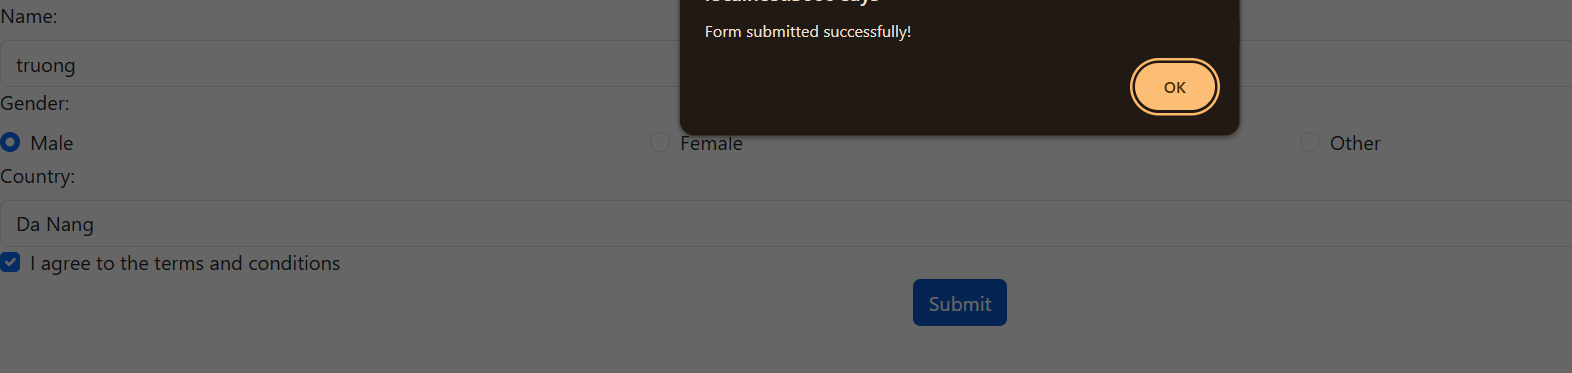 Name:
Form submitted successfully!
truong
OK
Gender:
Male
Female
Other
Country:
Da Nang
I agree to the terms and conditions
Submit